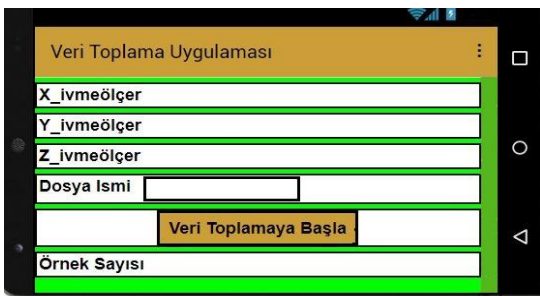 Veri Toplama Uygulaması
X_ivmeölçer
Y_ivmeölçer
Z_ivmeölçer
Dosya Ismi
Veri Toplamaya Başla
Örnek Sayısı